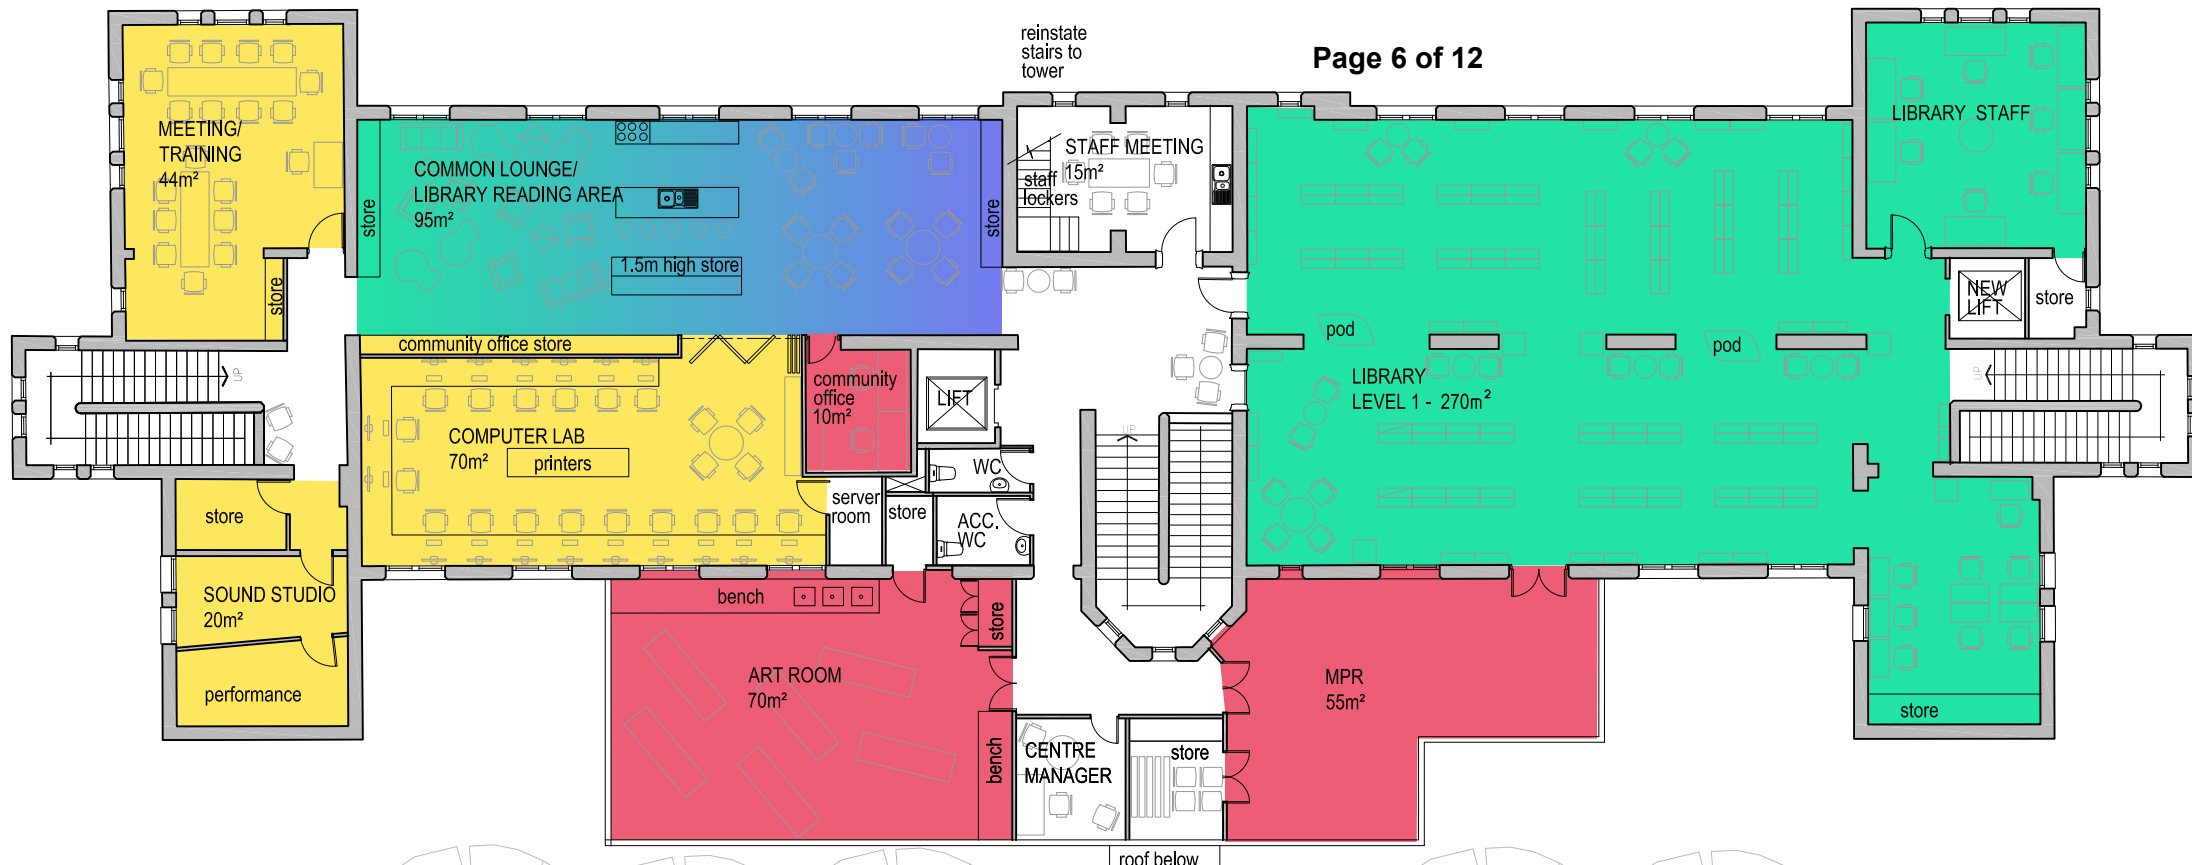 reinstate
stairs to
tower
Page 6 of 12
MEETING/
TRAINING
44m²
store
COMMON LOUNGE/
LIBRARY READING AREA
95m²
store
1.5m high store
store
STAFF MEETING
15m²
staff
lockers
LIBRARY STAFF
NEW
LIFT
store
pod
pod
LIBRARY
LEVEL 1 - 270m²
UP
UP
UP
community office store
community
office
10m²
LIFT
COMPUTER LAB
70m²
printers
server
room
store
WC
ACC.
WC
store
SOUND STUDIO
20m²
performance
bench
store
ART ROOM
70m²
bench
MPR
55m²
CENTRE
MANAGER
store
store
roof below